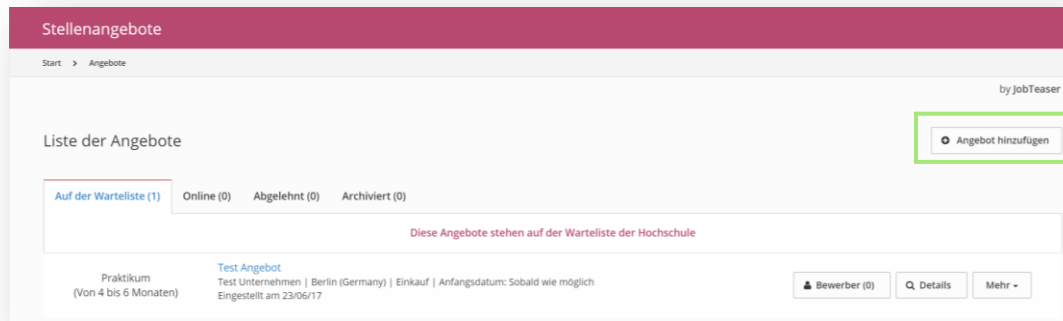 Stellenangebote
Start > Angebote
by JobTeaser
Liste der Angebote
Angebot hinzufügen
Auf der Warteliste (1) Online (0) Abgelehnt (0) Archiviert (0)
Diese Angebote stehen auf der Warteliste der Hochschule
Praktikum
(Von 4 bis 6 Monaten)
Test Angebot
Test Unternehmen | Berlin (Germany) | Einkauf | Anfangsdatum: Sobald wie möglich
Eingestellt am 23/06/17
Bewerber (0) Details Mehr